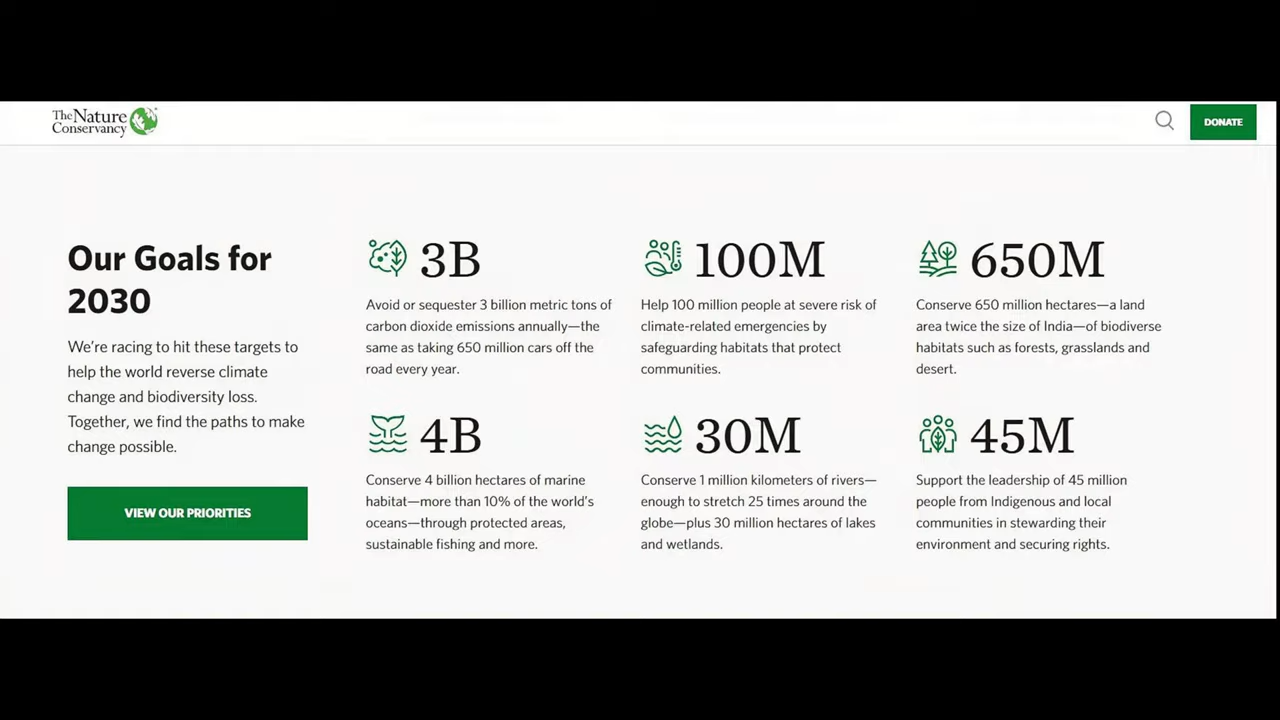 The Nature
Conservancy
DONATE
Our Goals for
2030
We're racing to hit these targets to
help the world reverse climate
change and biodiversity loss.
Together, we find the paths to make
change possible.
VIEW OUR PRIORITIES
3B
Avoid or sequester 3 billion metric tons of
carbon dioxide emissions annually—the
same as taking 650 million cars off the
road every year.
100M
Help 100 million people at severe risk of
climate-related emergencies by
safeguarding habitats that protect
communities.
650M
Conserve 650 million hectares—a land
area twice the size of India—of biodiverse
habitats such as forests, grasslands and
desert.
4B
Conserve 4 billion hectares of marine
habitat—more than 10% of the world's
oceans—through protected areas,
sustainable fishing and more.
30M
Conserve 1 million kilometers of rivers—
enough to stretch 25 times around the
globe—plus 30 million hectares of lakes
and wetlands.
45M
Support the leadership of 45 million
people from Indigenous and local
communities in stewarding their
environment and securing rights.